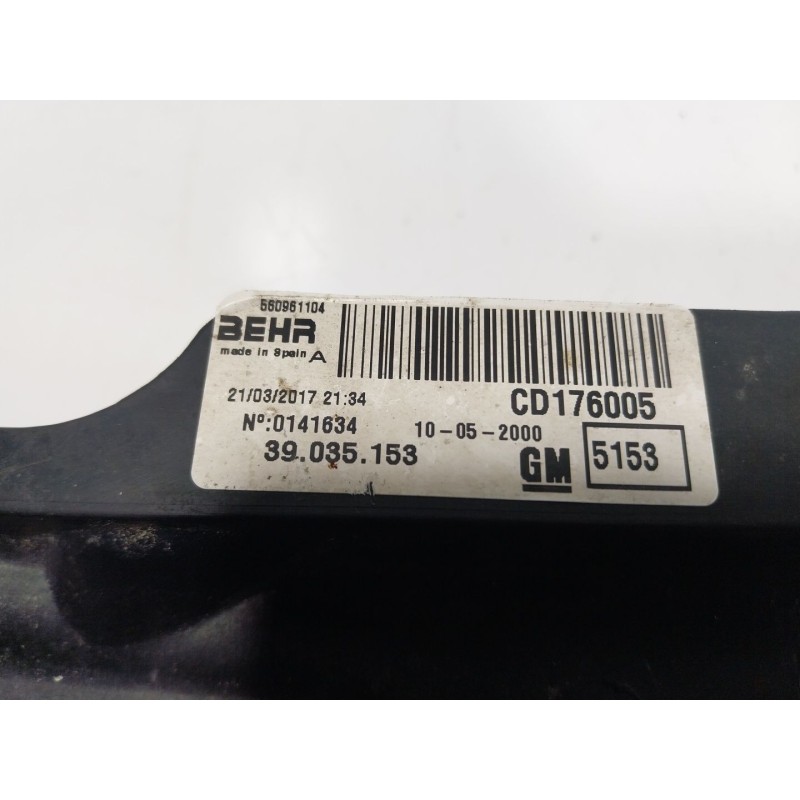 560961104
BEHR
made in Spain A
21/03/2017 21:34
CD176005
Nº:0141634
10-05-2000
39.035.153
GM
5153